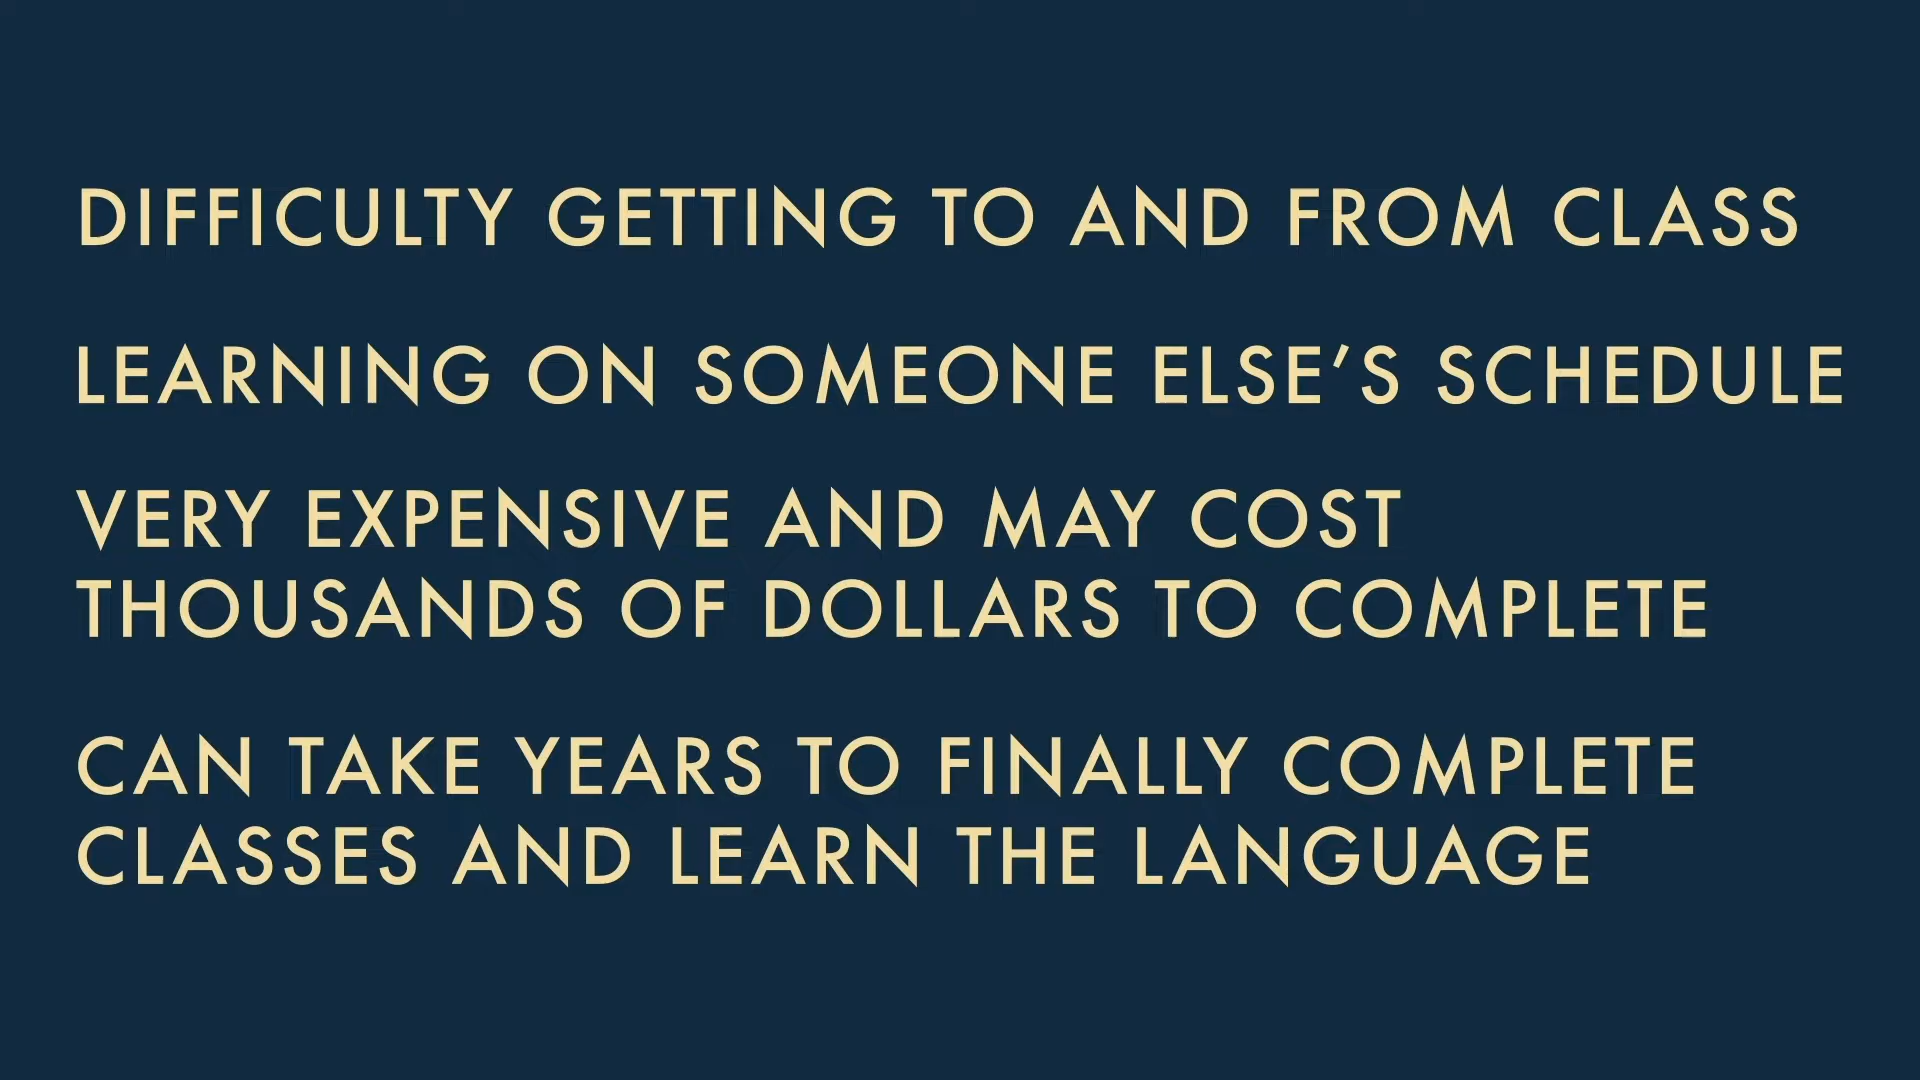 DIFFICULTY GETTING TO AND FROM CLASS
LEARNING ON SOMEONE ELSE’S SCHEDULE
VERY EXPENSIVE AND MAY COST
THOUSANDS OF DOLLARS TO COMPLETE
CAN TAKE YEARS TO FINALLY COMPLETE
CLASSES AND LEARN THE LANGUAGE